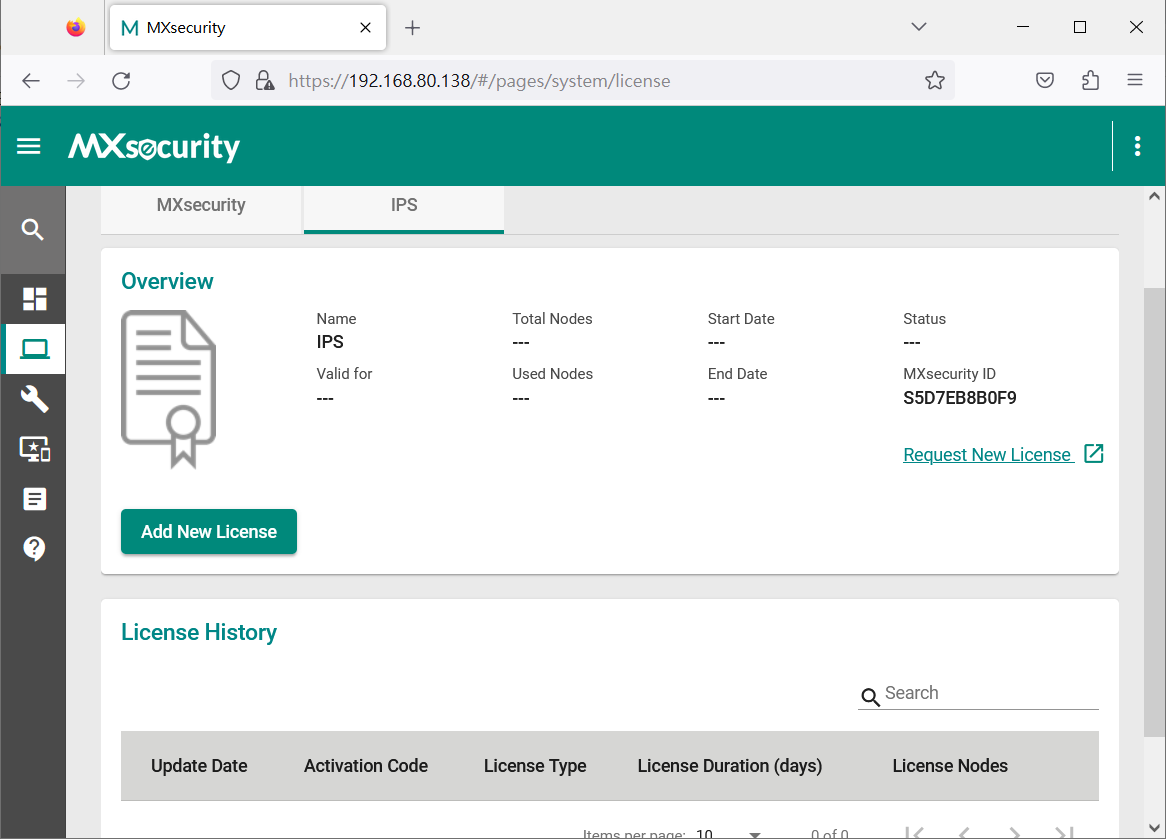 MXsecurity
https://192.168.80.138/#/pages/system/license
MXsecurity
MXsecurity IPS
Overview
Name Total Nodes Start Date Status
IPS --- --- ---
Valid for Used Nodes End Date MXsecurity ID
--- --- --- S5D7EB8B0F9
Request New License
Add New License
License History
Search
Update Date Activation Code License Type License Duration (days) License Nodes
Items per page: 10 0 of 0